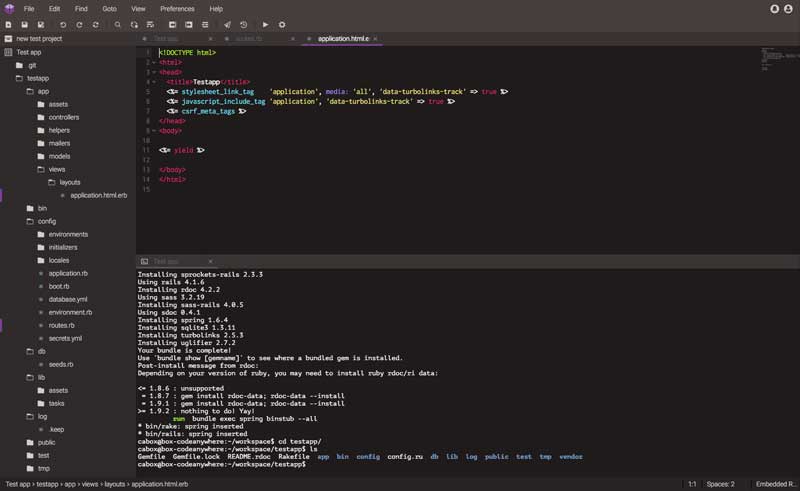 File Edit Find Goto View Preferences Help
new test project
Test app
.git
testapp
app
assets
controllers
helpers
mailers
models
views
layouts
application.html.erb
bin
config
environments
initializers
locales
application.rb
boot.rb
database.yml
environment.rb
routes.rb
secrets.yml
db
seeds.rb
lib
assets
tasks
log
.keep
public
test
tmp
Test app
routes.rb
application.html.erb
1 <!DOCTYPE html>
2 <html>
3 <head>
4 <title>Testapp</title>
5 <%= stylesheet_link_tag 'application', media: 'all', 'data-turbolinks-track' => true %>
6 <%= javascript_include_tag 'application', 'data-turbolinks-track' => true %>
7 <%= csrf_meta_tags %>
8 </head>
9 <body>
10
11 <%= yield %>
12
13 </body>
14 </html>
15
Test app
Installing sprockets-rails 2.3.3
Using rails 4.1.6
Installing rdoc 4.2.2
Using sass 3.2.19
Installing sass-rails 4.0.5
Using sdoc 0.4.1
Installing spring 1.6.4
Installing sqlite3 1.3.11
Installing turbolinks 2.5.3
Installing uglifier 2.7.2
Your bundle is complete!
Use 'bundle show [gemname]' to see where a bundled gem is installed.
Post-install message from rdoc:
Depending on your version of ruby, you may need to install ruby rdoc/ri data:
<= 1.8.6 : unsupported
= 1.8.7 : gem install rdoc-data; rdoc-data --install
= 1.9.1 : gem install rdoc-data; rdoc-data --install
>= 1.9.2 : nothing to do! Yay!
run bundle exec spring binstub --all
* bin/rake: spring inserted
* bin/rails: spring inserted
cabox@box-codeanywhere:~/workspace$ cd testapp/
cabox@box-codeanywhere:~/workspace/testapp$ ls
Gemfile Gemfile.lock README.rdoc Rakefile app bin config config.ru db lib log public test tmp vendor
cabox@box-codeanywhere:~/workspace/testapp$
Test app ▸ testapp ▸ app ▸ views ▸ layouts ▸ application.html.erb
1:1 Spaces: 2 Embedded R...